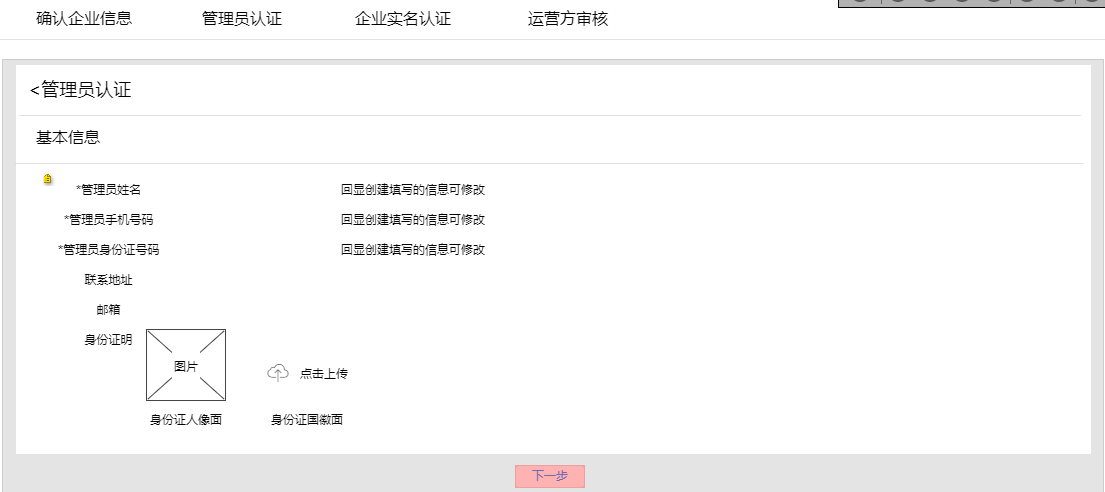 确认企业信息 管理员认证 企业实名认证 运营方审核
<管理员认证
基本信息
*管理员姓名 回显创建填写的信息可修改
*管理员手机号码 回显创建填写的信息可修改
*管理员身份证号码 回显创建填写的信息可修改
联系地址
邮箱
身份证明
图片
点击上传
身份证人像面 身份证国徽面
下一步